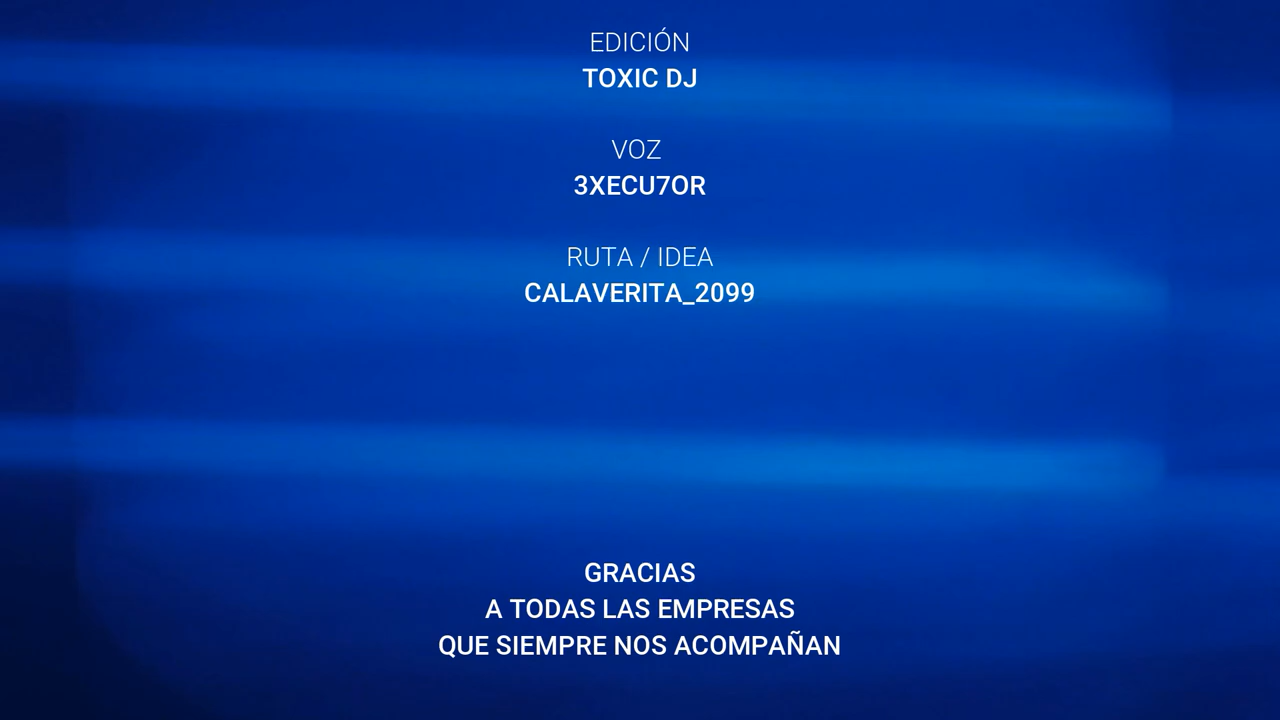 EDICIÓN
TOXIC DJ
VOZ
3XECU7OR
RUTA / IDEA
CALAVERITA_2099
GRACIAS
A TODAS LAS EMPRESAS
QUE SIEMPRE NOS ACOMPAÑAN